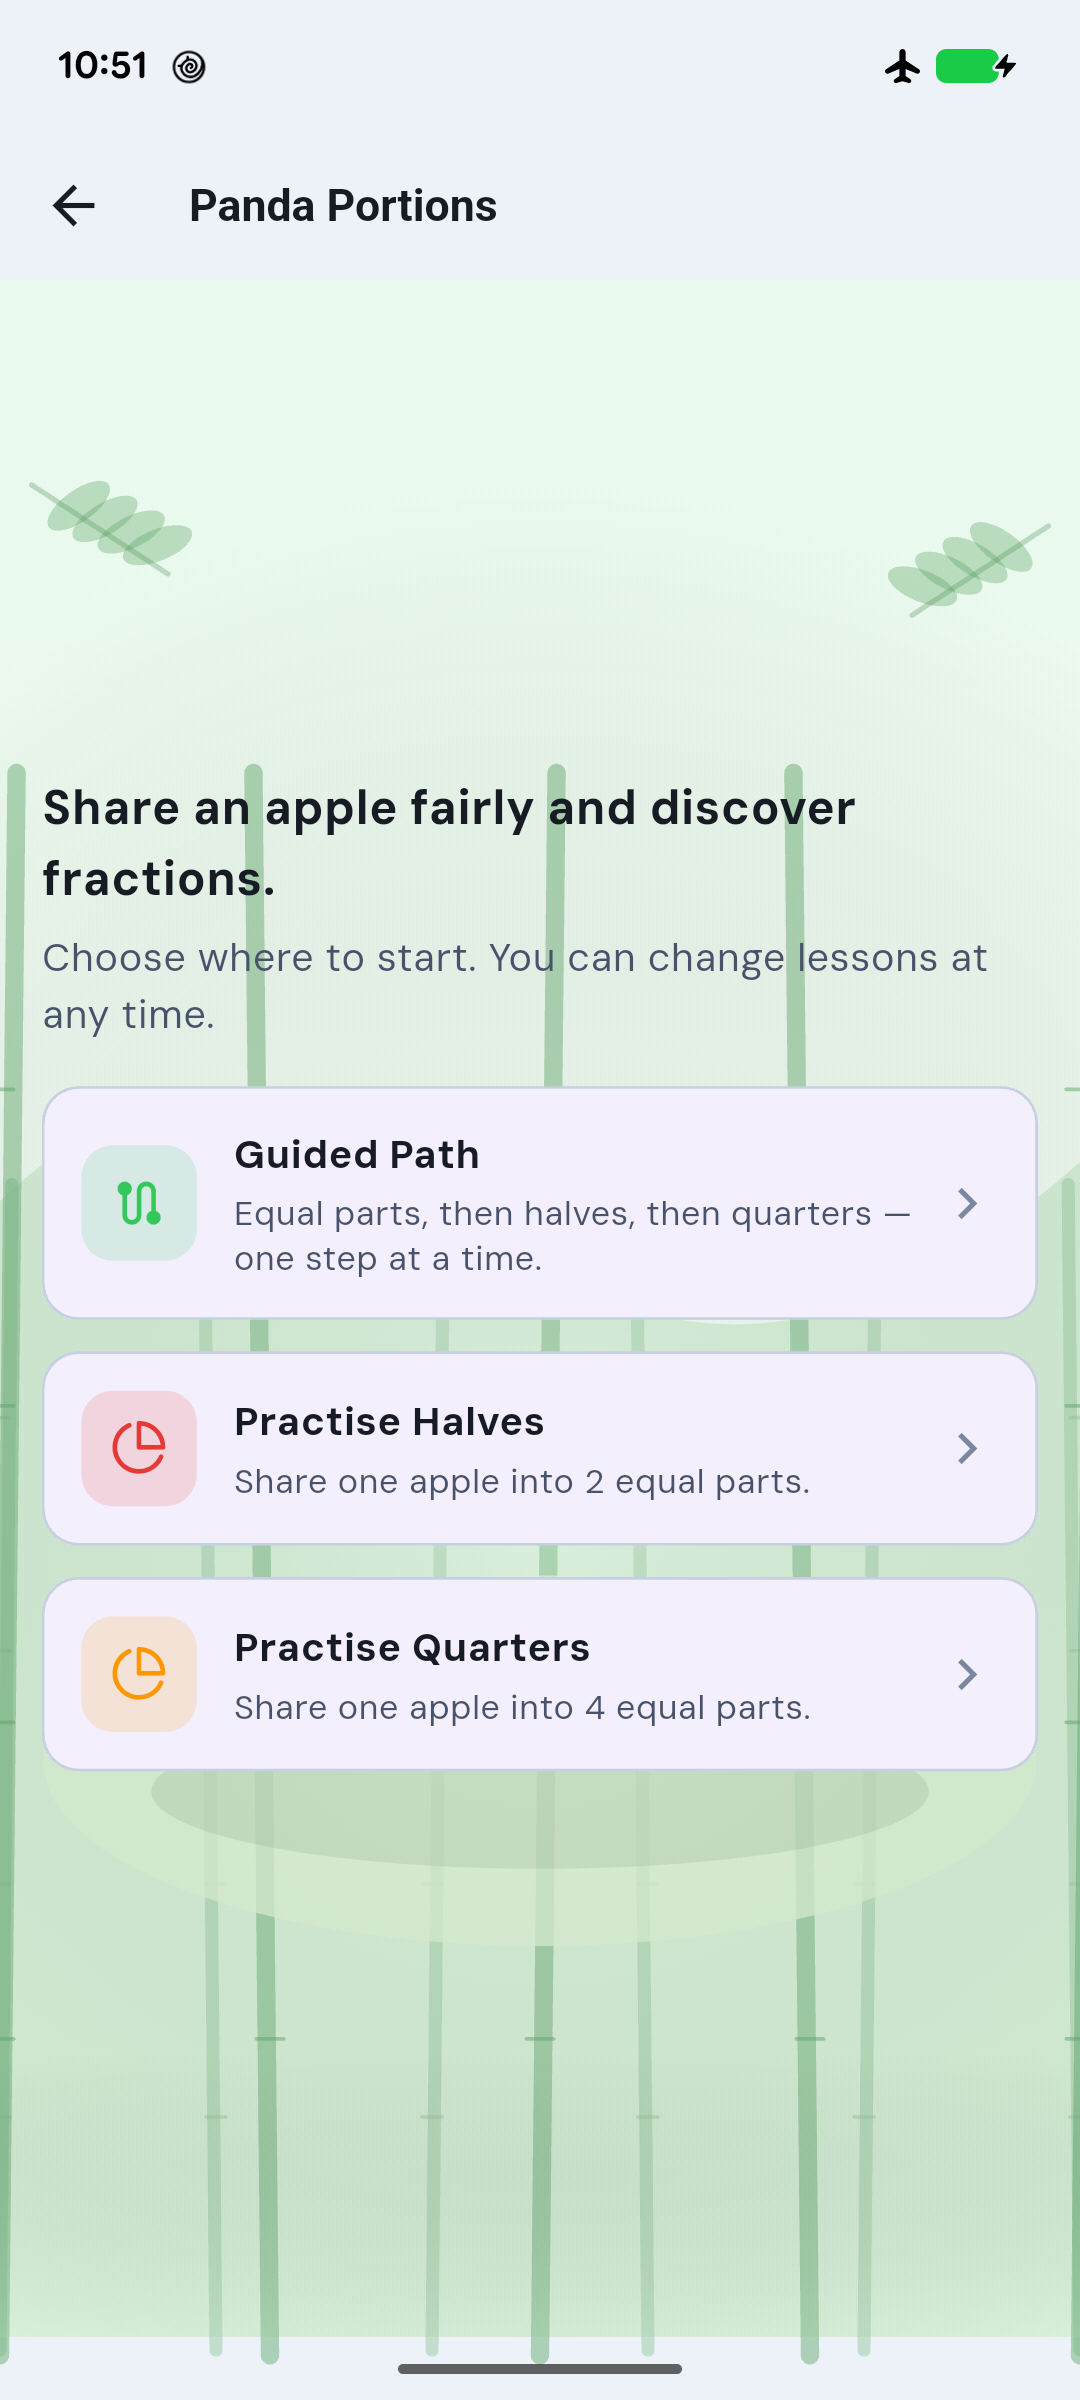 10:51
Panda Portions
Share an apple fairly and discover
fractions.
Choose where to start. You can change lessons at
any time.
Guided Path
Equal parts, then halves, then quarters —
one step at a time.
Practise Halves
Share one apple into 2 equal parts.
Practise Quarters
Share one apple into 4 equal parts.